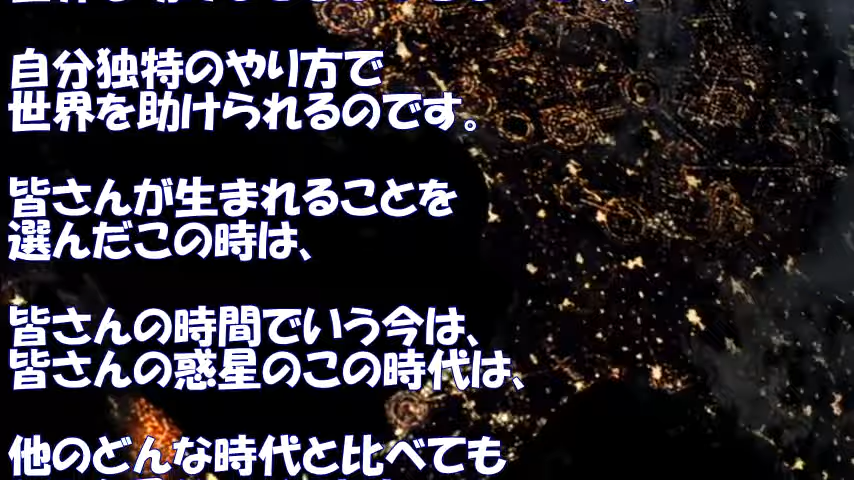 自分独特のやり方で
世界を助けられるのです。
皆さんが生まれることを
選んだこの時は、
皆さんの時間でいう今は、
皆さんの惑星のこの時代は、
他のどんな時代と比べても